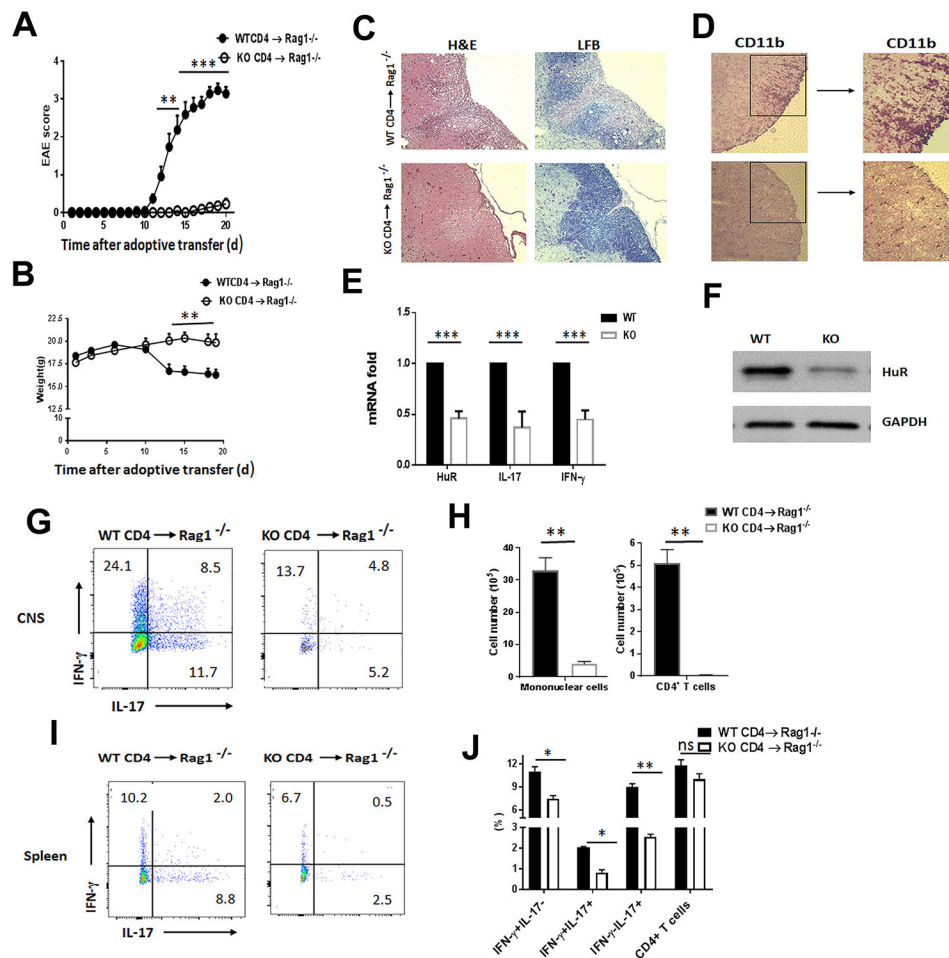 A
WTCD4→Rag1-/-
KO CD4→Rag1-/-
EAE score
4
3
2
1
0
**
***
0 5 10 15 20
Time after adoptive transfer (d)
B
WTCD4→Rag1-/-
KO CD4→Rag1-/-
Weight(g)
22.5
20.0
17.5
15.0
10
0
**
0 5 10 15 20
Time after adoptive transfer (d)
C
H&E LFB
WT CD4→Rag1-/-
KO CD4→Rag1-/-
D
CD11b CD11b
E
WT
KO
mRNA fold
1.5
1.0
0.5
0.0
*** *** ***
HuR IL-17 IFN-γ
F
WT KO
HuR
GAPDH
G
WT CD4→Rag1 -/- KO CD4→Rag1 -/-
24.1 8.5
11.7
13.7 4.8
5.2
CNS
IFN-γ
IL-17
H
WT CD4→Rag1-/-
KO CD4→Rag1-/-
**
Cell number (10⁵)
40
30
20
10
0
Mononuclear cells
**
Cell number (10⁵)
6
5
4
3
2
1
0
CD4+ T cells
I
WT CD4→Rag1 -/- KO CD4→Rag1 -/-
10.2 2.0
8.8
6.7 0.5
2.5
Spleen
IFN-γ
IL-17
J
WT CD4→Rag1-/-
KO CD4→Rag1-/-
* * ** ns
(%)
12
9
6
3
2
1
0
IFN-γ+IL-17-
IFN-γ+IL-17+
IFN-γ-IL-17+
CD4+ T cells